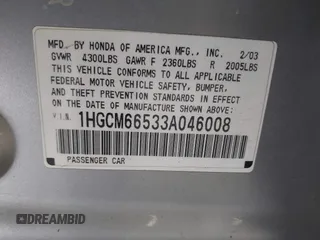 MFD. BY HONDA OF AMERICA MFG., INC. 2/03
GVWR 4300LBS GAWR F 2360LBS R 2005LBS
THIS VEHICLE CONFORMS TO ALL APPLICABLE
FEDERAL MOTOR VEHICLE SAFETY, BUMPER,
AND THEFT PREVENTION STANDARDS IN EFFECT
ON THE DATE OF MANUFACTURE SHOWN ABOVE.
V.I.N. 1HGCM66533A046008
PASSENGER CAR
DREAMBID